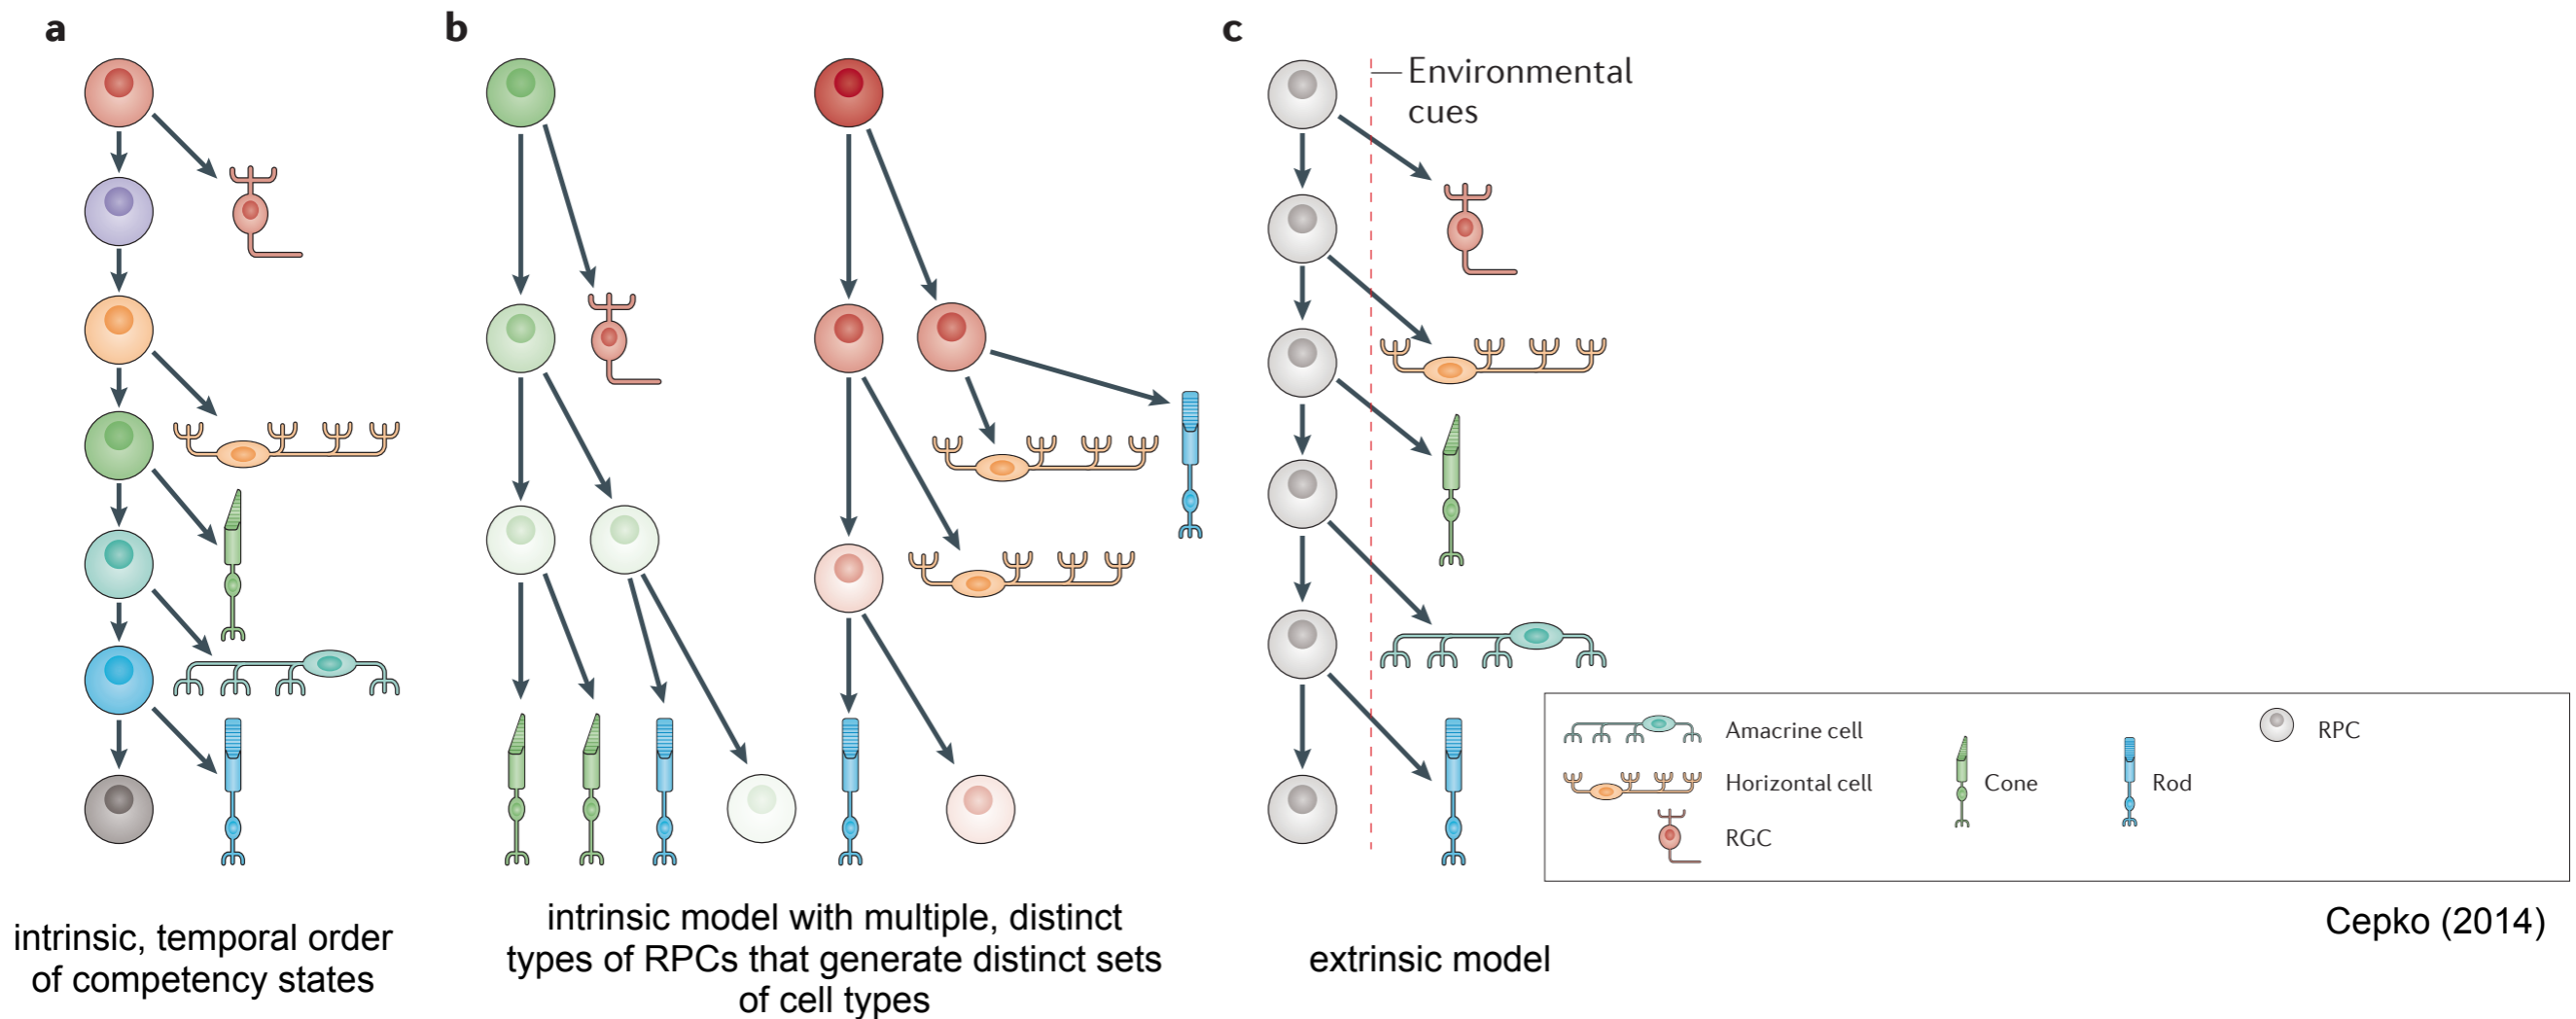 a
b
c
Environmental
cues
Amacrine cell
Horizontal cell
RGC
Cone
Rod
RPC
intrinsic, temporal order
of competency states
intrinsic model with multiple, distinct
types of RPCs that generate distinct sets
of cell types
extrinsic model
Cepko (2014)